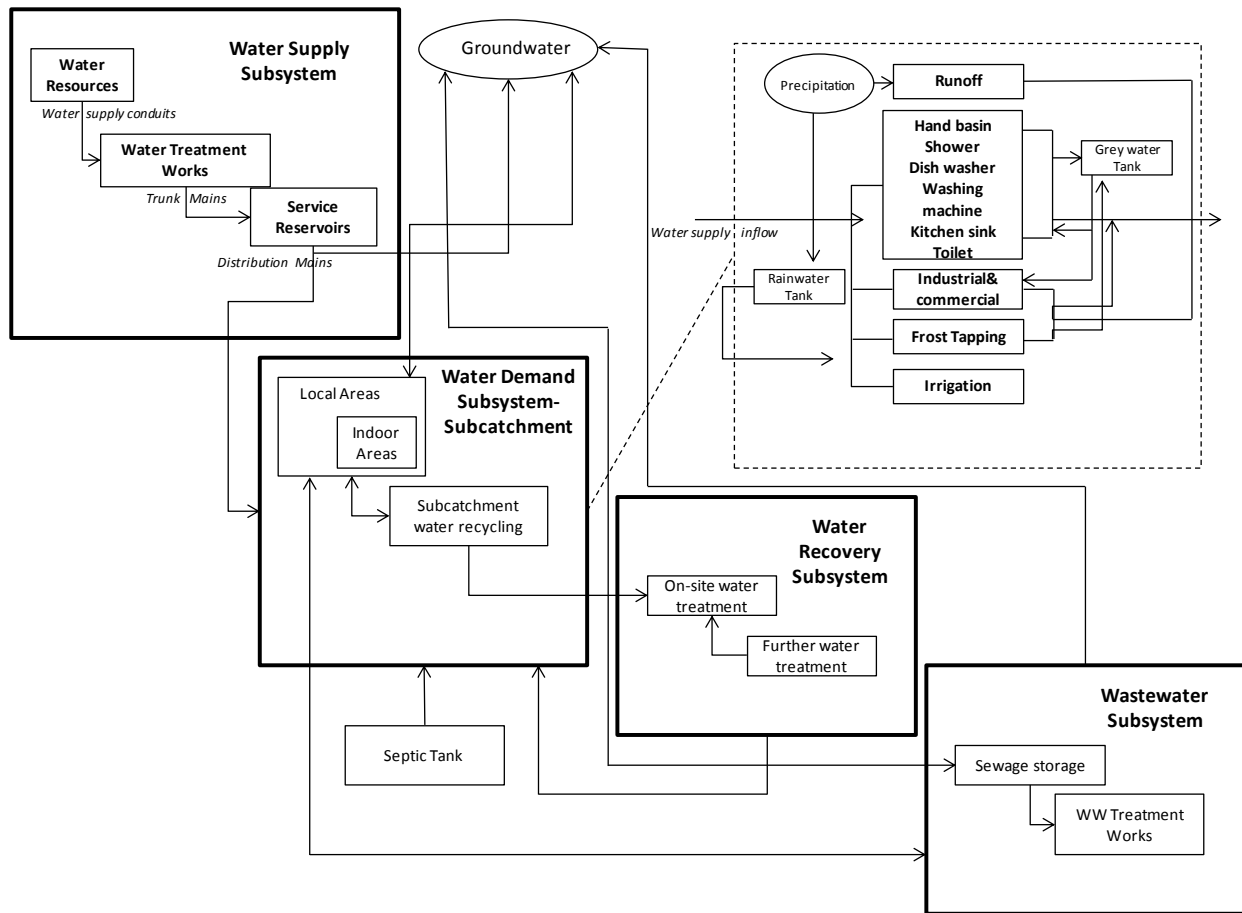 Water Supply
Subsystem
Water
Resources
Water supply conduits
Water Treatment
Works
Trunk Mains
Service
Reservoirs
Distribution Mains
Groundwater
Precipitation
Runoff
Hand basin
Shower
Dish washer
Washing
machine
Kitchen sink
Toilet
Grey water
Tank
Water supply inflow
Rainwater
Tank
Industrial&
commercial
Frost Tapping
Irrigation
Water Demand
Subsystem-
Subcatchment
Local Areas
Indoor
Areas
Subcatchment
water recycling
Septic Tank
Water
Recovery
Subsystem
On-site water
treatment
Further water
treatment
Wastewater
Subsystem
Sewage storage
WW Treatment
Works